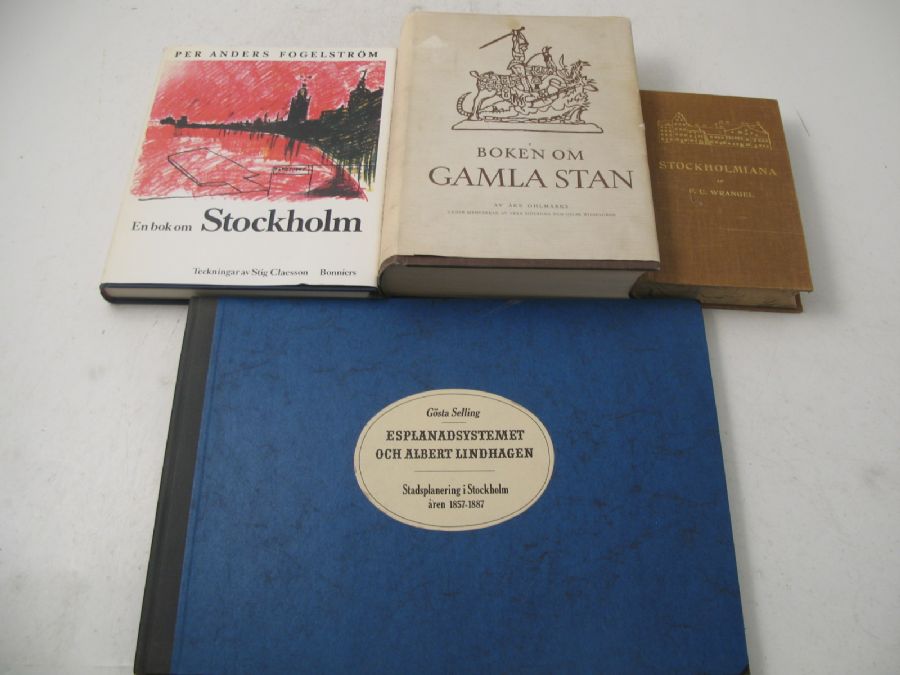 PER ANDERS FOGELSTRÖM
En bok om Stockholm
Teckningar av Stig Claesson Bonniers
BOKEN OM
GAMLA STAN
AV ÅKE OHLMARKS
STOCKHOLMIANA
AF
F. U. WRANGEL
Gösta Selling
ESPLANADSYSTEMET
OCH ALBERT LINDHAGEN
Stadsplanering i Stockholm
åren 1857-1887